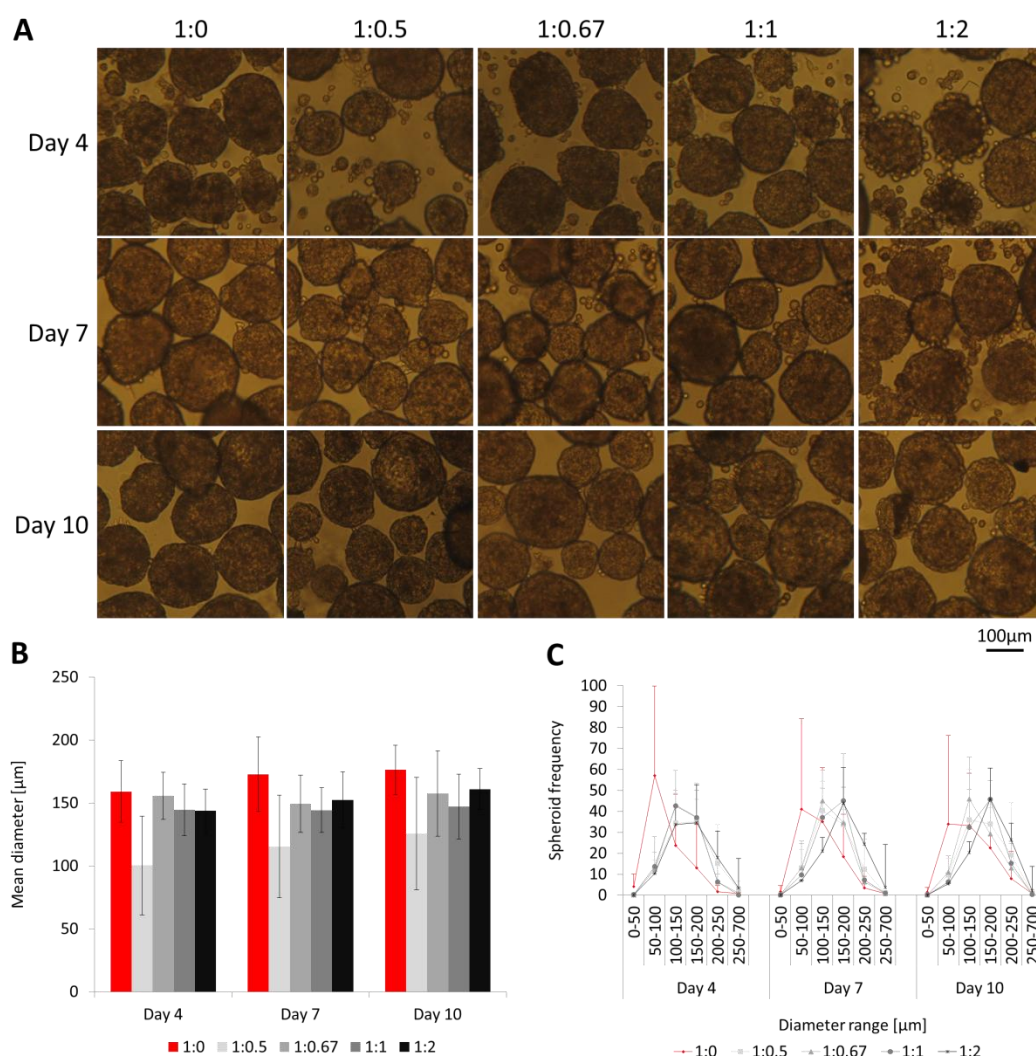 A
1:0 1:0.5 1:0.67 1:1 1:2
Day 4
Day 7
Day 10
100µm
B
250
200
150
100
50
0
Mean diameter [µm]
Day 4 Day 7 Day 10
1:0 1:0.5 1:0.67 1:1 1:2
C
100
90
80
70
60
50
40
30
20
10
0
Spheroid frequency
0-50 50-100 100-150 150-200 200-250 250-700 0-50 50-100 100-150 150-200 200-250 250-700 0-50 50-100 100-150 150-200 200-250 250-700
Day 4 Day 7 Day 10
Diameter range [µm]
1:0 1:0.5 1:0.67 1:1 1:2